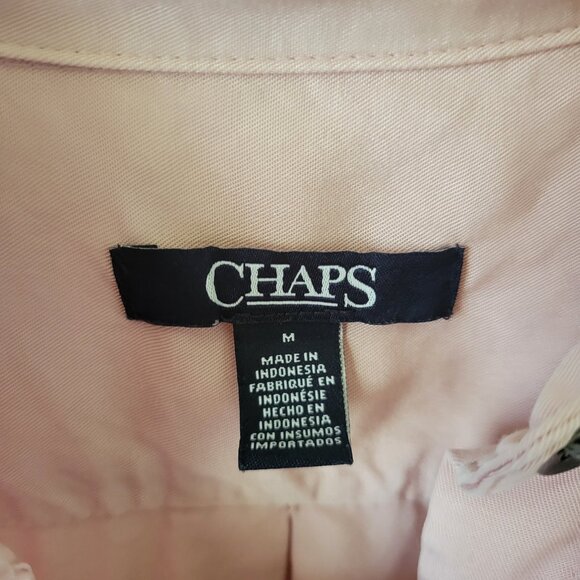 CHAPS
M
MADE IN
INDONESIA
FABRIQUÉ EN
INDONÉSIE
HECHO EN
INDONESIA
CON INSUMOS
IMPORTADOS